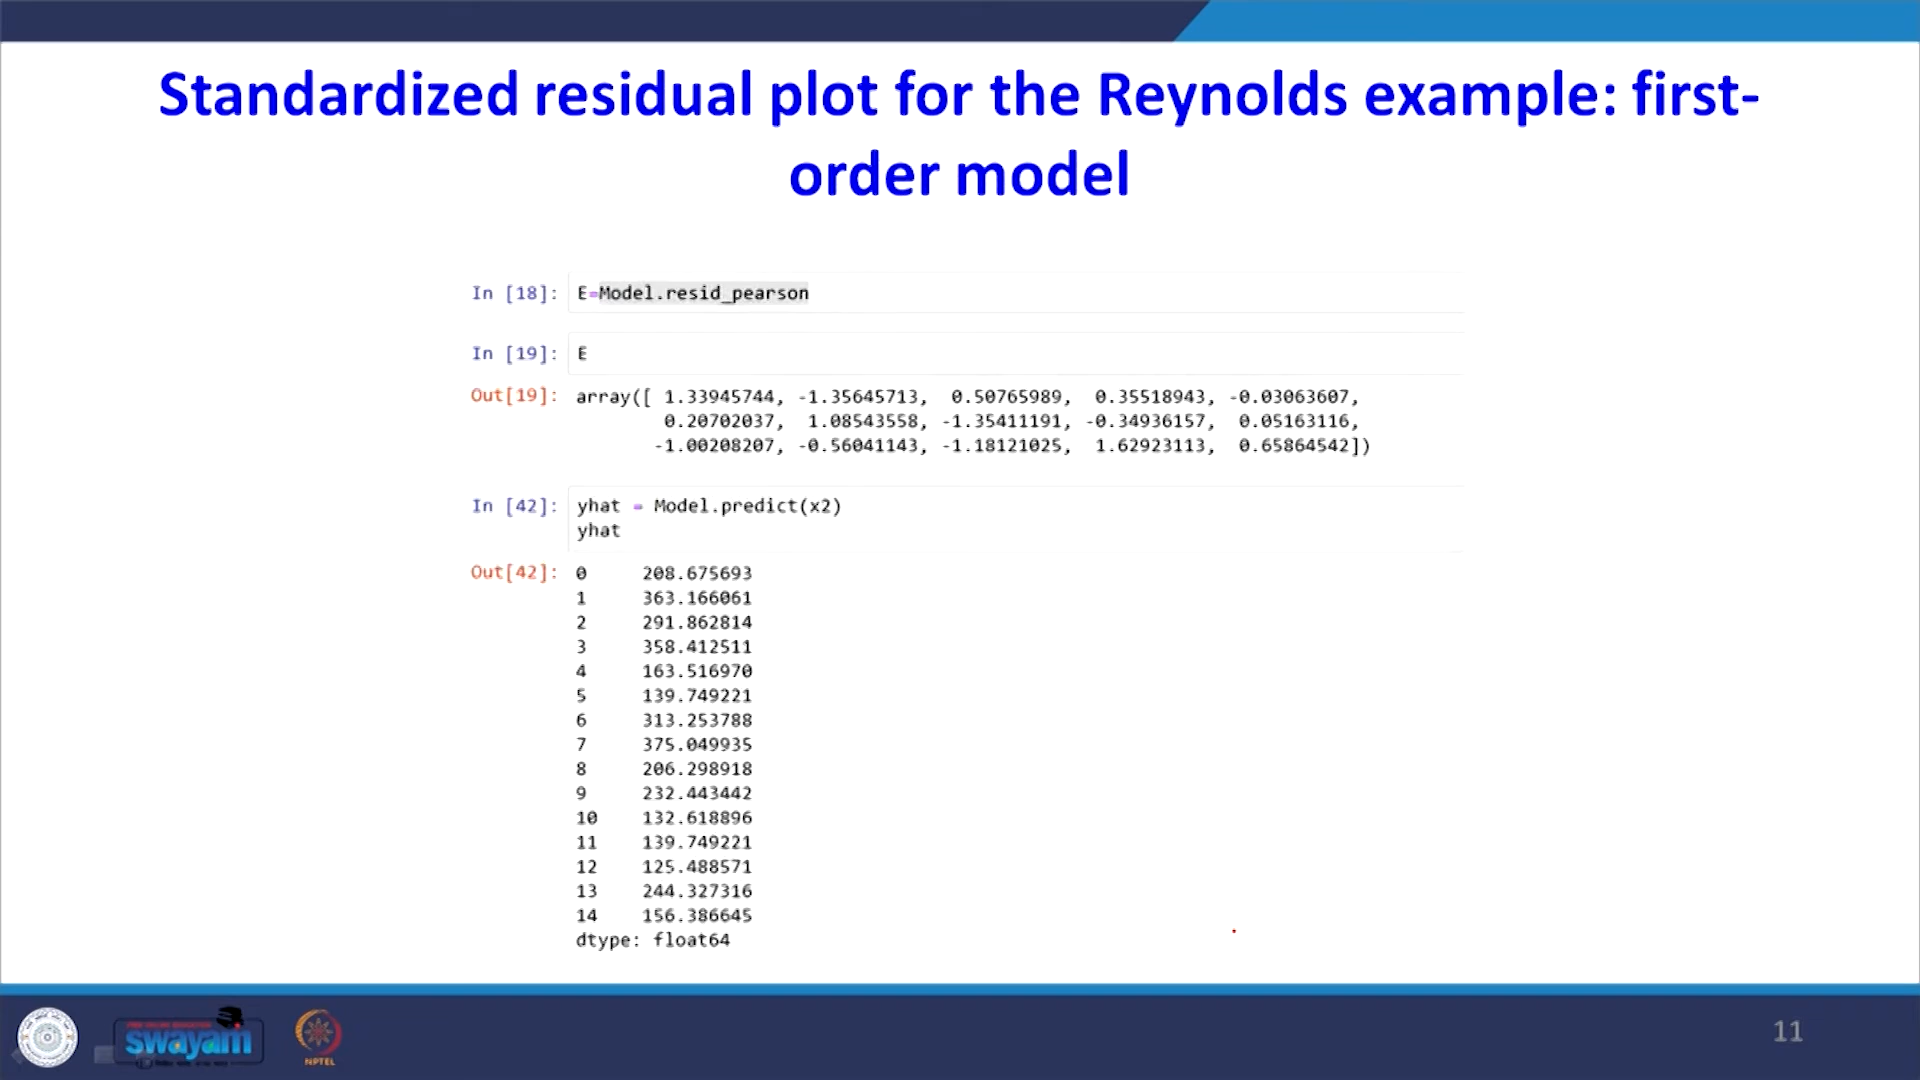 Standardized residual plot for the Reynolds example: first-
order model
In [18]: E=Model.resid_pearson
In [19]: E
Out[19]: array([ 1.33945744, -1.35645713, 0.50765989, 0.35518943, -0.03063607,
0.20702037, 1.08543558, -1.35411191, -0.34936157, 0.05163116,
-1.00208207, -0.56041143, -1.18121025, 1.62923113, 0.65864542])
In [42]: yhat = Model.predict(x2)
yhat
Out[42]: 0 208.675693
1 363.166061
2 291.862814
3 358.412511
4 163.516970
5 139.749221
6 313.253788
7 375.049935
8 206.298918
9 232.443442
10 132.618896
11 139.749221
12 125.488571
13 244.327316
14 156.386645
dtype: float64
swayam
NPTEL
11